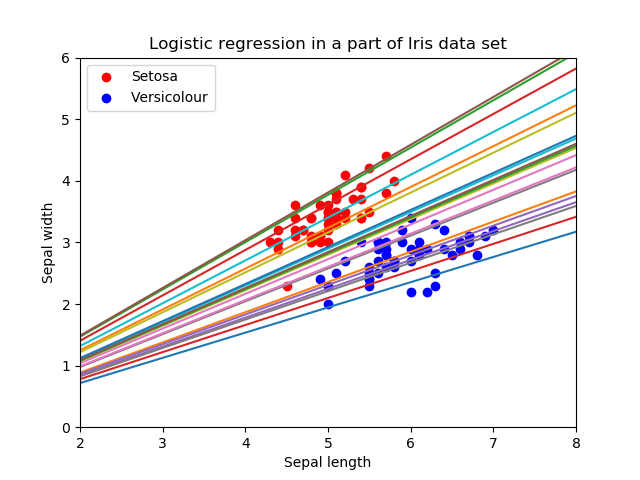 Logistic regression in a part of Iris data set
Setosa
Versicolour
Sepal width
6
5
4
3
2
1
0
2 3 4 5 6 7 8
Sepal length